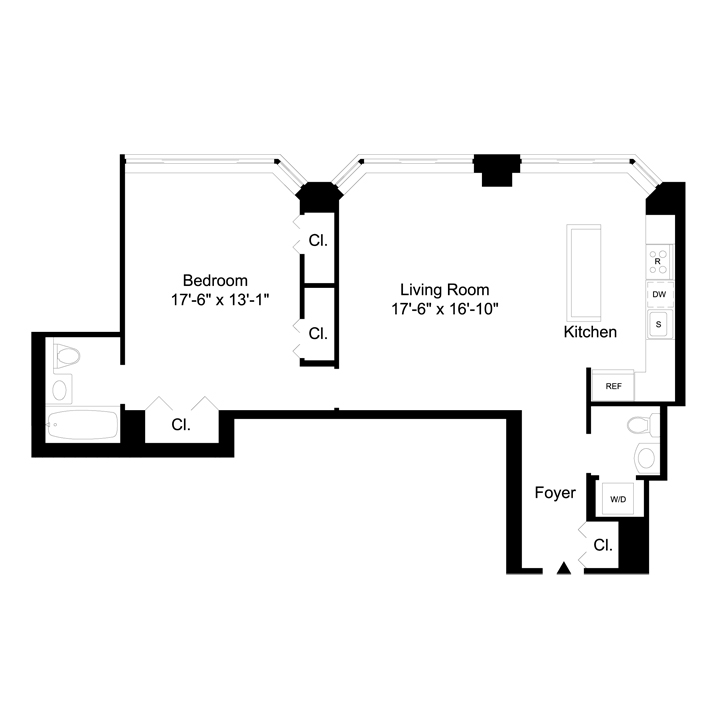 Cl.
R
Bedroom
17'-6" x 13'-1"
Living Room
17'-6" x 16'-10"
DW
S
Cl.
Kitchen
REF
Cl.
Foyer
W/D
Cl.